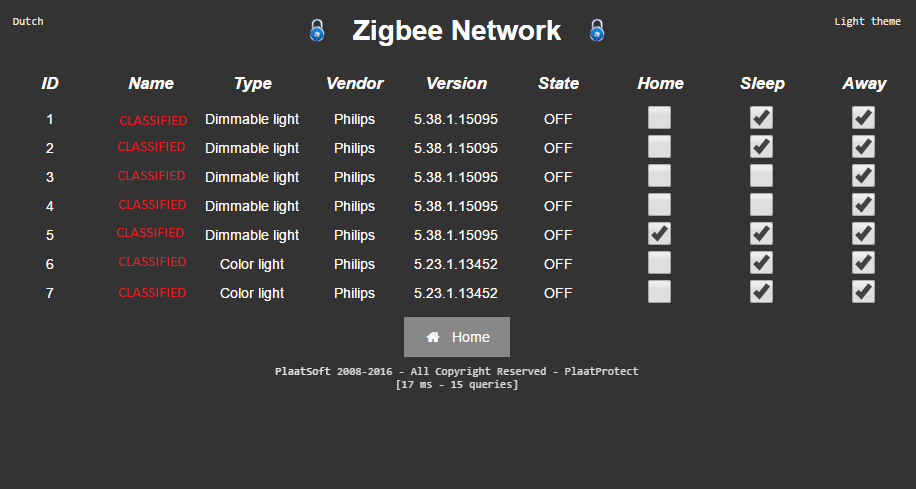 Dutch Zigbee Network Light theme
ID Name Type Vendor Version State Home Sleep Away
1 CLASSIFIED Dimmable light Philips 5.38.1.15095 OFF
2 CLASSIFIED Dimmable light Philips 5.38.1.15095 OFF
3 CLASSIFIED Dimmable light Philips 5.38.1.15095 OFF
4 CLASSIFIED Dimmable light Philips 5.38.1.15095 OFF
5 CLASSIFIED Dimmable light Philips 5.38.1.15095 OFF
6 CLASSIFIED Color light Philips 5.23.1.13452 OFF
7 CLASSIFIED Color light Philips 5.23.1.13452 OFF
Home
PlaatSoft 2008-2016 - All Copyright Reserved - PlaatProtect
[17 ms - 15 queries]